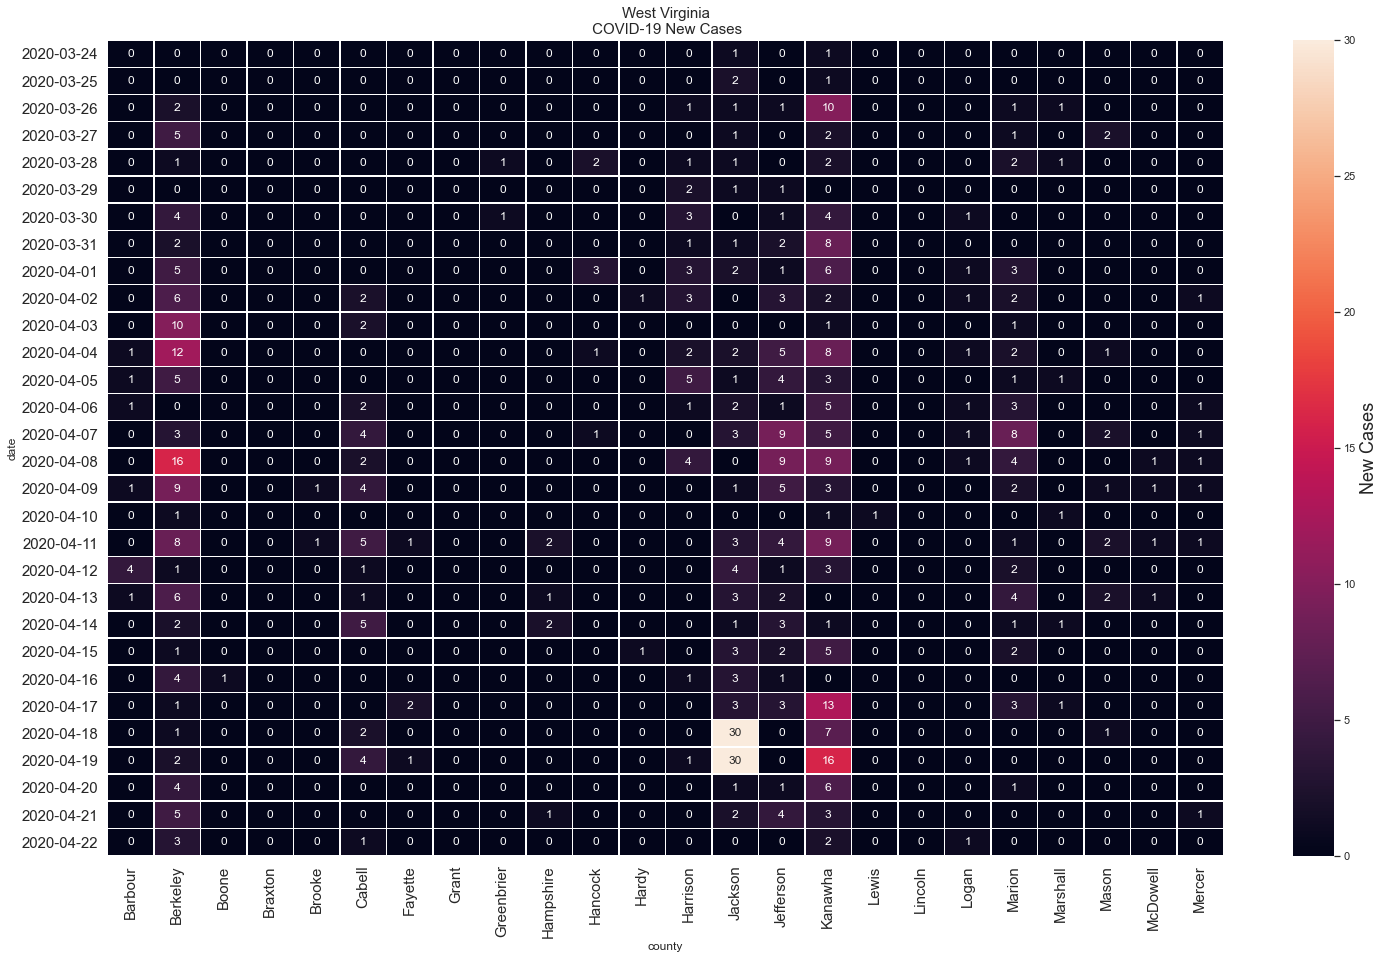 West Virginia
COVID-19 New Cases
2020-03-24 0 0 0 0 0 0 0 0 0 0 0 0 0 1 0 1 0 0 0 0 0 0 0 0
2020-03-25 0 0 0 0 0 0 0 0 0 0 0 0 0 2 0 1 0 0 0 0 0 0 0 0
2020-03-26 0 2 0 0 0 0 0 0 0 0 0 0 1 1 1 10 0 0 0 1 1 0 0 0
2020-03-27 0 5 0 0 0 0 0 0 0 0 0 0 0 1 0 2 0 0 0 1 0 2 0 0
2020-03-28 0 1 0 0 0 0 0 0 1 0 2 0 1 1 0 2 0 0 0 2 1 0 0 0
2020-03-29 0 0 0 0 0 0 0 0 0 0 0 0 2 1 1 0 0 0 0 0 0 0 0 0
2020-03-30 0 4 0 0 0 0 0 0 1 0 0 0 3 0 1 4 0 0 1 0 0 0 0 0
2020-03-31 0 2 0 0 0 0 0 0 0 0 0 0 1 1 2 8 0 0 0 0 0 0 0 0
2020-04-01 0 5 0 0 0 0 0 0 0 0 3 0 3 2 1 6 0 0 1 3 0 0 0 0
2020-04-02 0 6 0 0 0 2 0 0 0 0 0 1 3 0 3 2 0 0 1 2 0 0 0 1
2020-04-03 0 10 0 0 0 2 0 0 0 0 0 0 0 0 0 1 0 0 0 1 0 0 0 0
2020-04-04 1 12 0 0 0 0 0 0 0 0 1 0 2 2 5 8 0 0 1 2 0 1 0 0
2020-04-05 1 5 0 0 0 0 0 0 0 0 0 0 5 1 4 3 0 0 0 1 1 0 0 0
2020-04-06 1 0 0 0 0 2 0 0 0 0 0 0 1 2 1 5 0 0 1 3 0 0 0 1
2020-04-07 0 3 0 0 0 4 0 0 0 0 1 0 0 3 9 5 0 0 1 8 0 2 0 1
2020-04-08 0 16 0 0 0 2 0 0 0 0 0 0 4 0 9 9 0 0 1 4 0 0 1 1
2020-04-09 1 9 0 0 1 4 0 0 0 0 0 0 0 1 5 3 0 0 0 2 0 1 1 1
2020-04-10 0 1 0 0 0 0 0 0 0 0 0 0 0 0 0 1 1 0 0 0 1 0 0 0
2020-04-11 0 8 0 0 1 5 1 0 0 2 0 0 0 3 4 9 0 0 0 1 0 2 1 1
2020-04-12 4 1 0 0 0 1 0 0 0 0 0 0 0 4 1 3 0 0 0 2 0 0 0 0
2020-04-13 1 6 0 0 0 1 0 0 0 1 0 0 0 3 2 0 0 0 0 4 0 2 1 0
2020-04-14 0 2 0 0 0 5 0 0 0 2 0 0 0 1 3 1 0 0 0 1 1 0 0 0
2020-04-15 0 1 0 0 0 0 0 0 0 0 0 1 0 3 2 5 0 0 0 2 0 0 0 0
2020-04-16 0 4 1 0 0 0 0 0 0 0 0 0 1 3 1 0 0 0 0 0 0 0 0 0
2020-04-17 0 1 0 0 0 0 2 0 0 0 0 0 0 3 3 13 0 0 0 3 1 0 0 0
2020-04-18 0 1 0 0 0 2 0 0 0 0 0 0 0 30 0 7 0 0 0 0 0 1 0 0
2020-04-19 0 2 0 0 0 4 1 0 0 0 0 0 1 30 0 16 0 0 0 0 0 0 0 0
2020-04-20 0 4 0 0 0 0 0 0 0 0 0 0 0 1 1 6 0 0 0 1 0 0 0 0
2020-04-21 0 5 0 0 0 0 0 0 0 1 0 0 0 2 4 3 0 0 0 0 0 0 0 1
2020-04-22 0 3 0 0 0 1 0 0 0 0 0 0 0 0 0 2 0 0 1 0 0 0 0 0
date
Barbour Berkeley Boone Braxton Brooke Cabell Fayette Grant Greenbrier Hampshire Hancock Hardy Harrison Jackson Jefferson Kanawha Lewis Lincoln Logan Marion Marshall Mason McDowell Mercer
county
30
25
20
15
10
5
0
New Cases